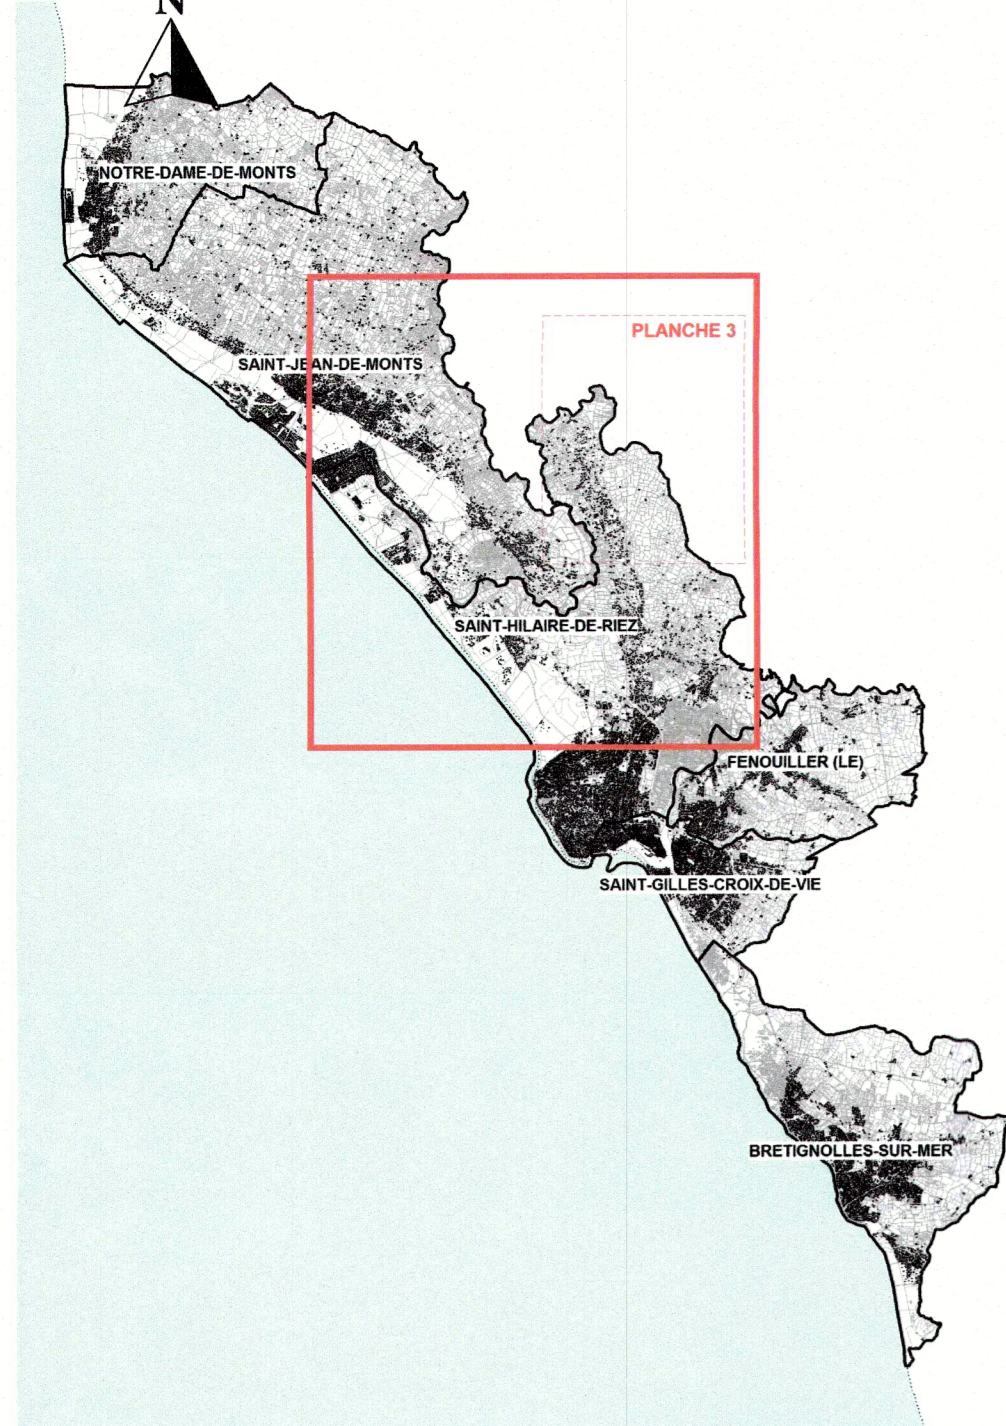 N
NOTRE-DAME-DE-MONTS
PLANCHE 3
SAINT-JEAN-DE-MONTS
SAINT-HILAIRE-DE-RIEZ
FENOUILLER (LE)
SAINT-GILLES-CROIX-DE-VIE
BRETIGNOLLES-SUR-MER